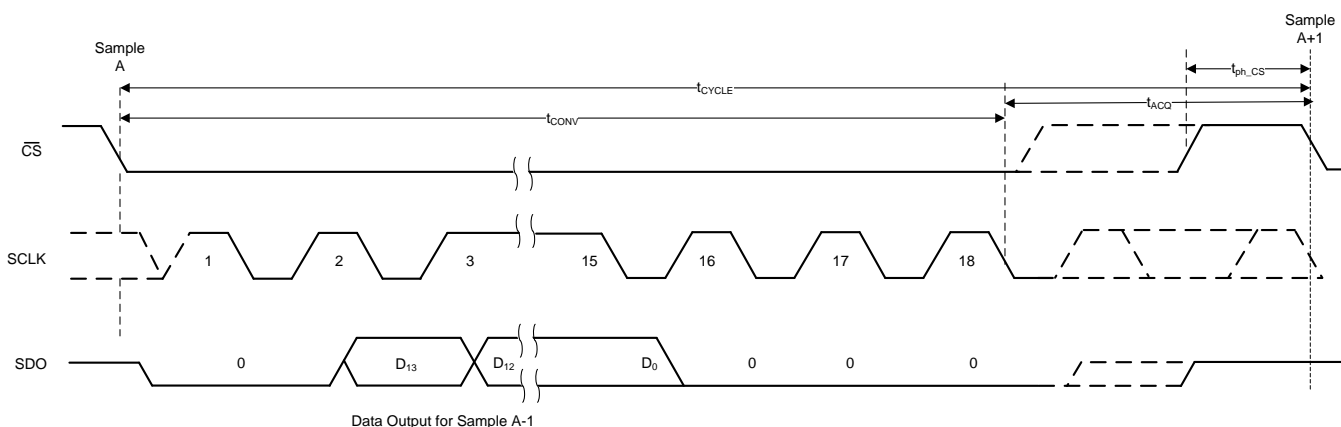 Sample
A
Sample
A+1
tph_CS
tCYCLE
tACQ
tCONV
CS
SCLK
1
2
3
15
16
17
18
SDO
0
D13
D12
D0
0
0
0
Data Output for Sample A-1